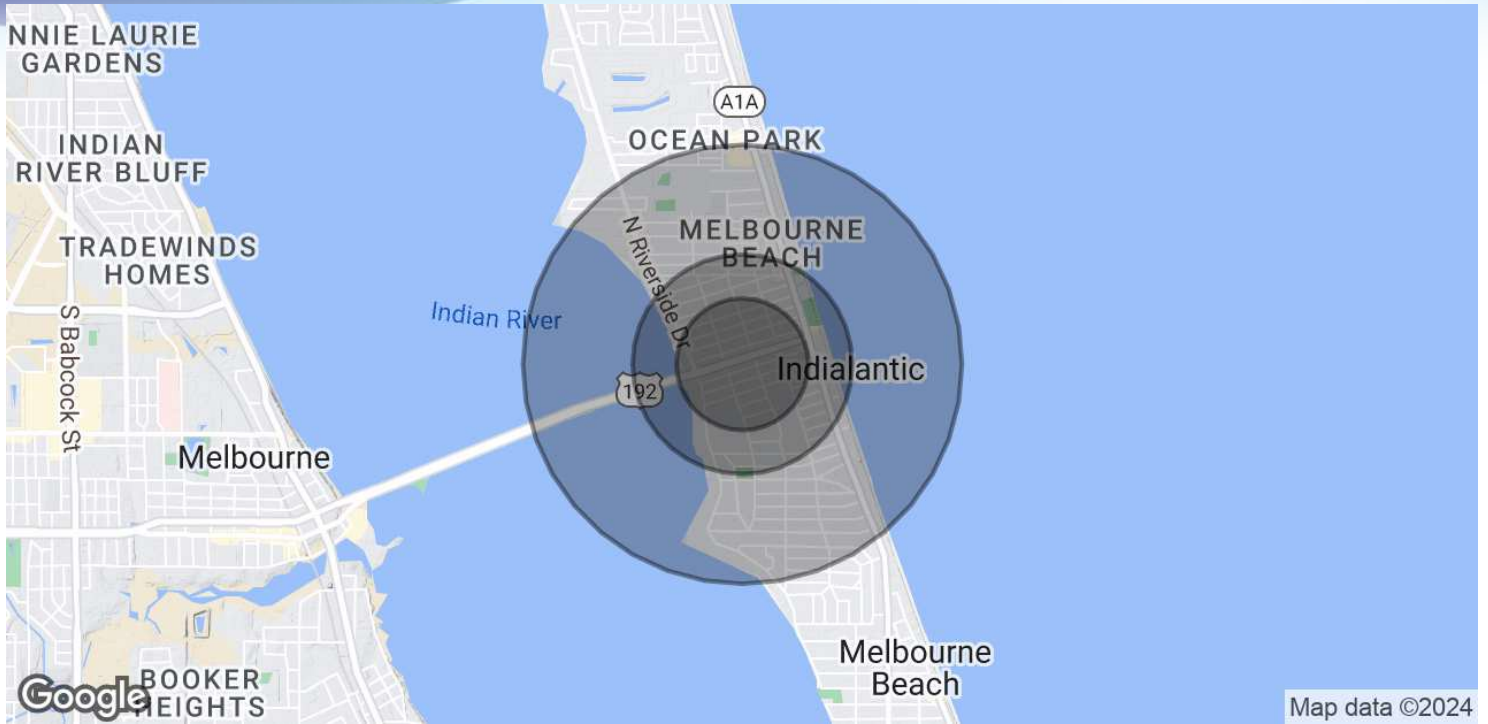 NNIE LAURIE
GARDENS
A1A
OCEAN PARK
INDIAN
RIVER BLUFF
MELBOURNE
BEACH
N Riverside Dr
TRADEWINDS
HOMES
Indian River
S Babcock St
Indialantic
192
Melbourne
Melbourne
Beach
BOOKER
HEIGHTS
Google
Map data ©2024